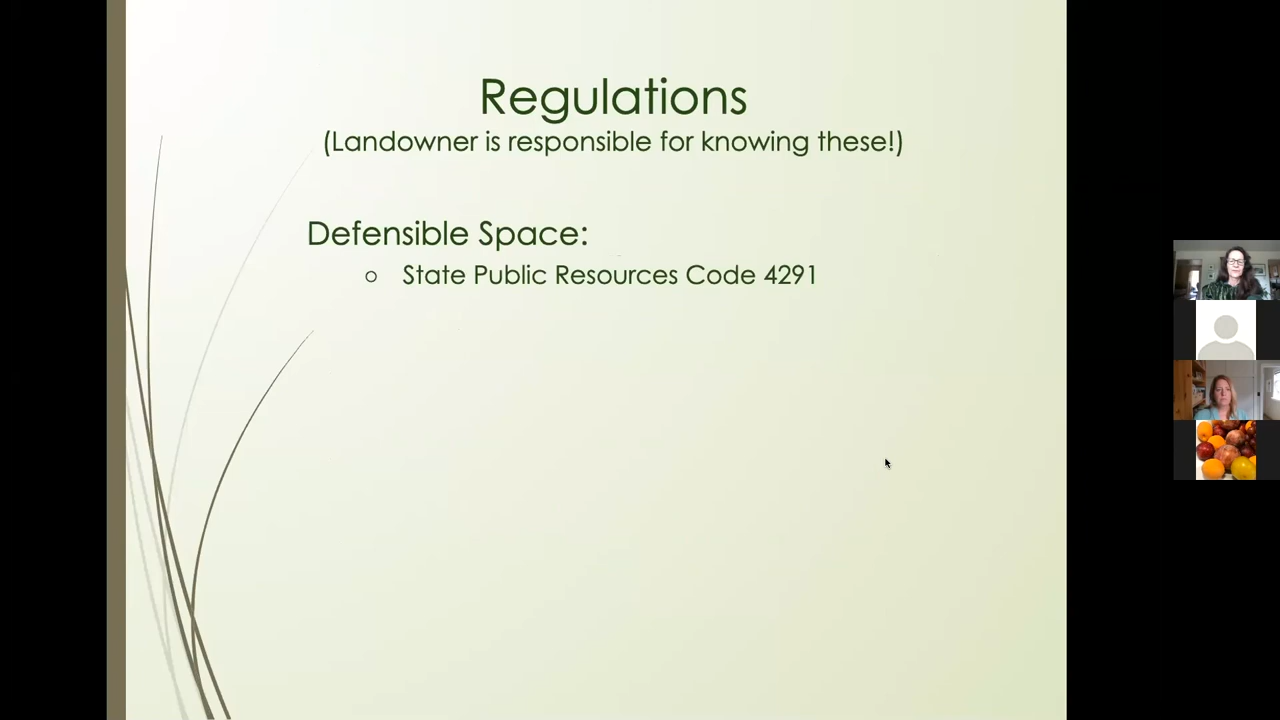 Regulations
(Landowner is responsible for knowing these!)
Defensible Space:
○ State Public Resources Code 4291